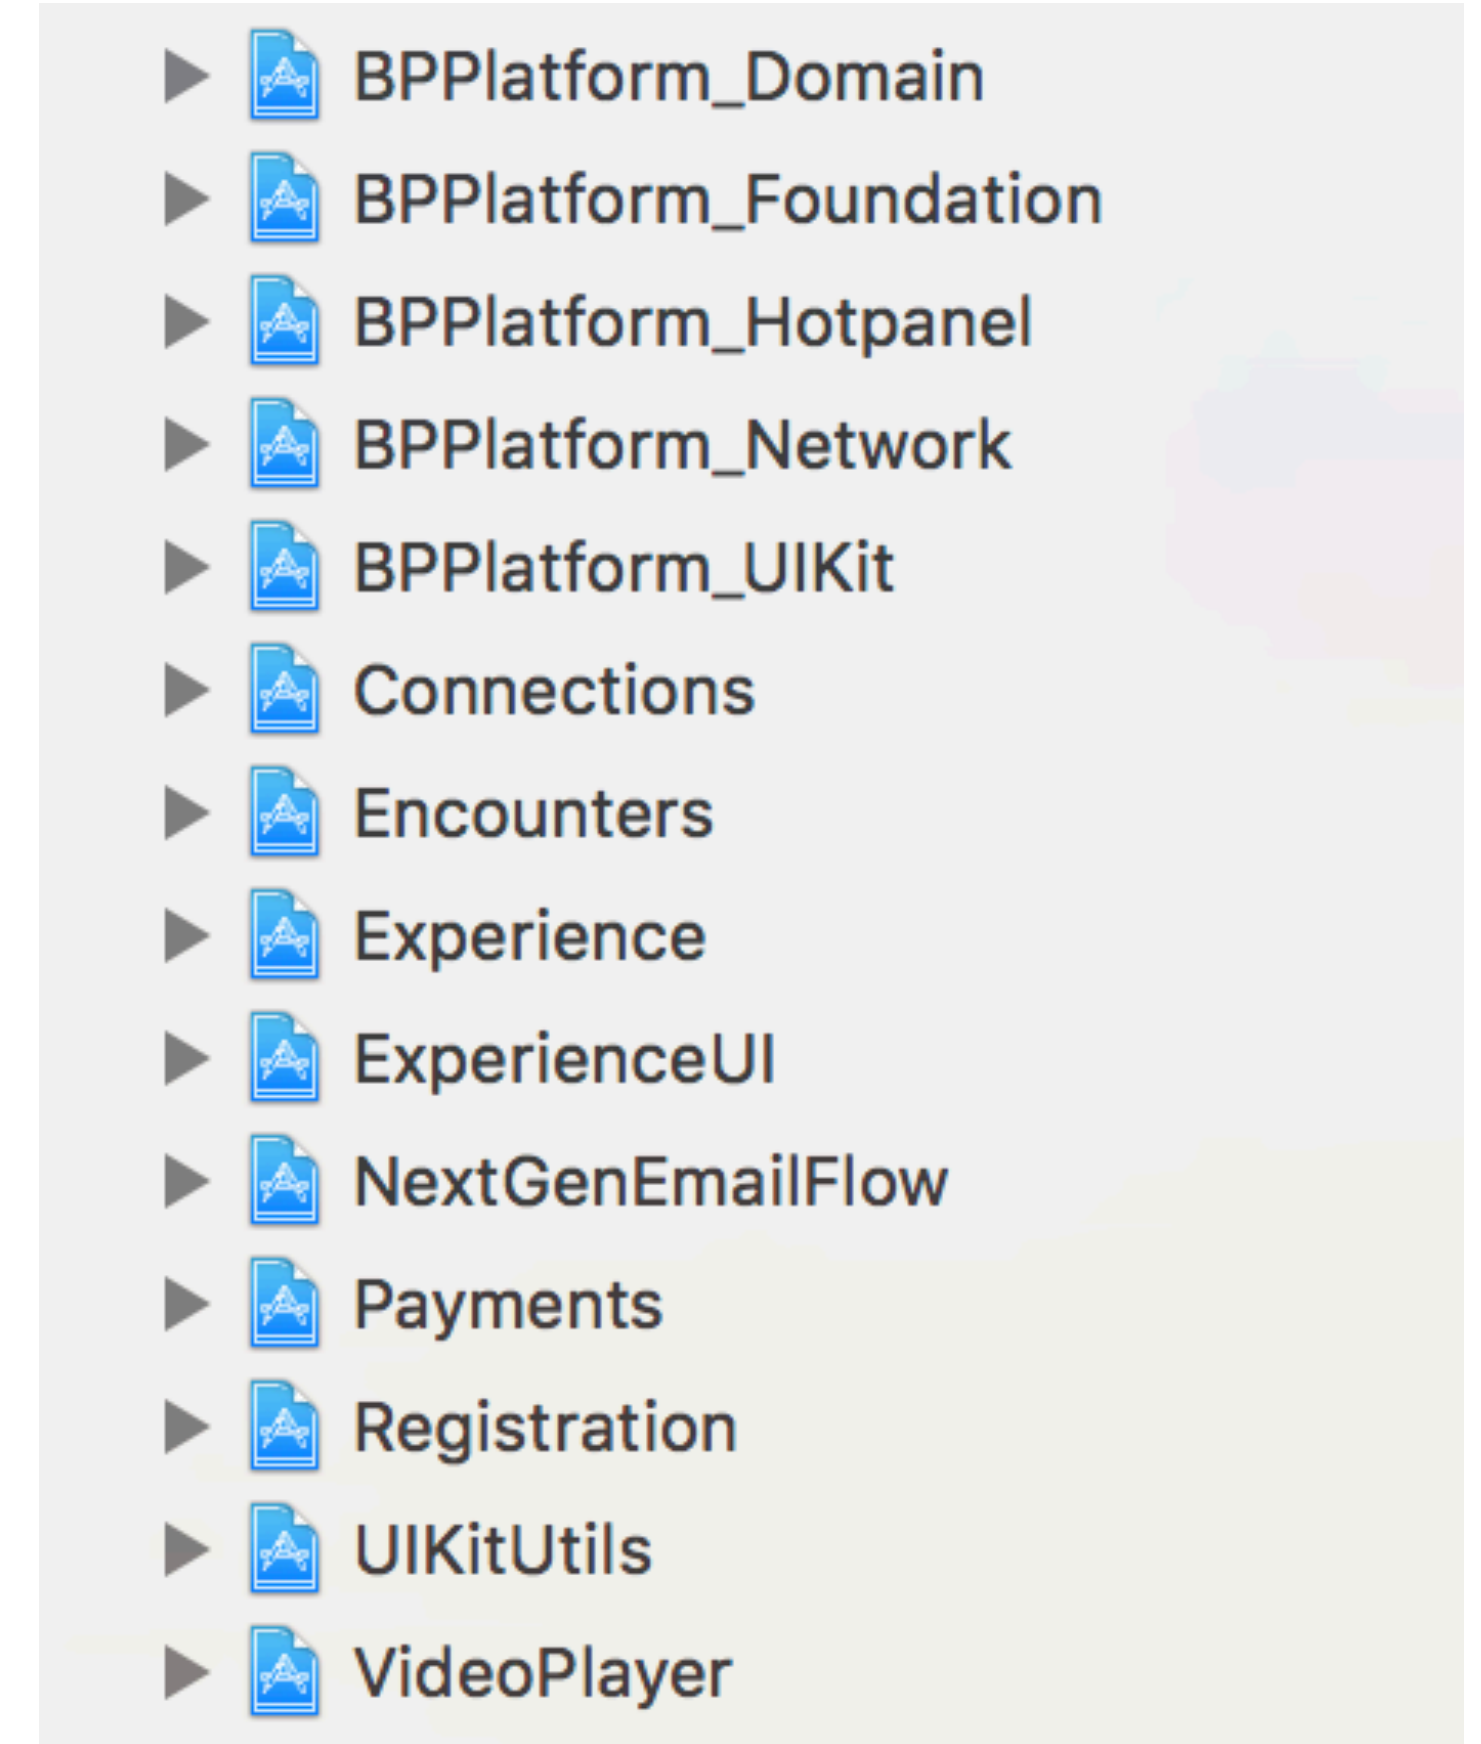 BPPlatform_Domain
BPPlatform_Foundation
BPPlatform_Hotpanel
BPPlatform_Network
BPPlatform_UIKit
Connections
Encounters
Experience
ExperienceUI
NextGenEmailFlow
Payments
Registration
UIKitUtils
VideoPlayer